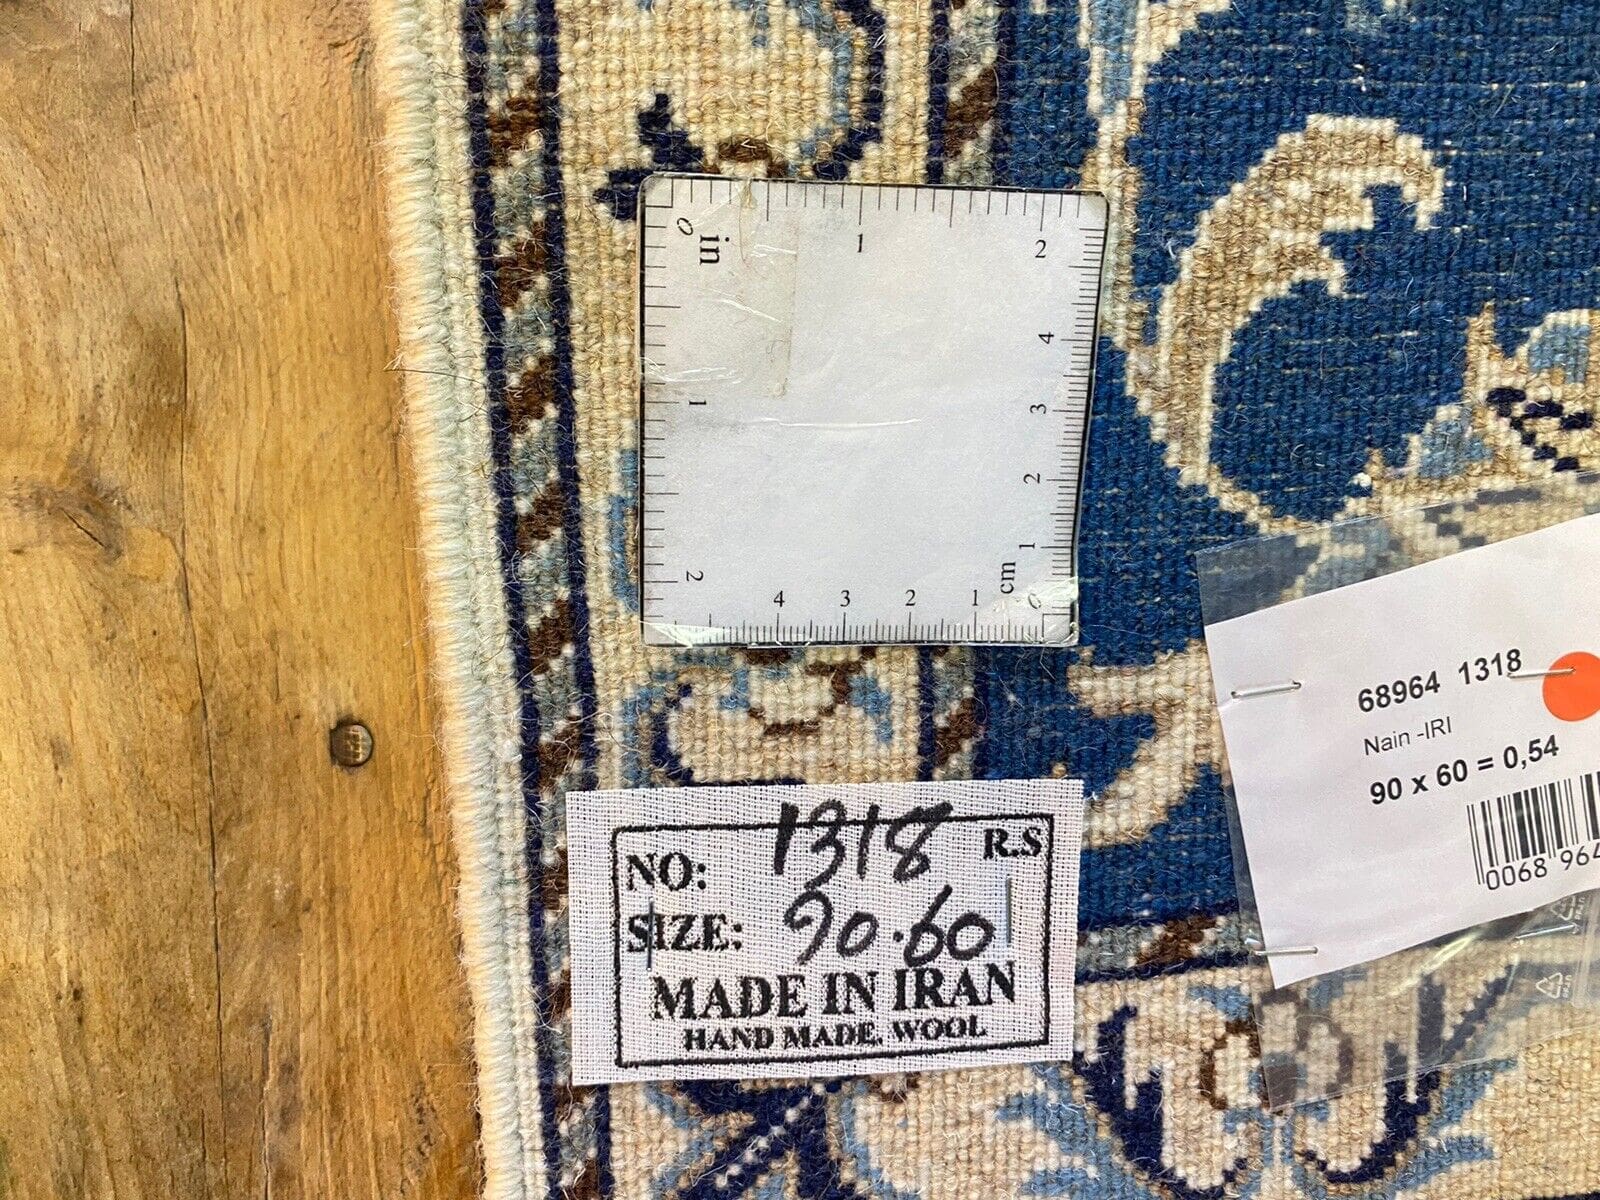 0 in 1 2
1
2
4
3
2
1
cm
4 3 2 1 0
68964 1318
Nain -IRI
90 x 60 = 0,54
0068 964
NO: 1318 R.S
SIZE: 90.60
MADE IN IRAN
HAND MADE. WOOL